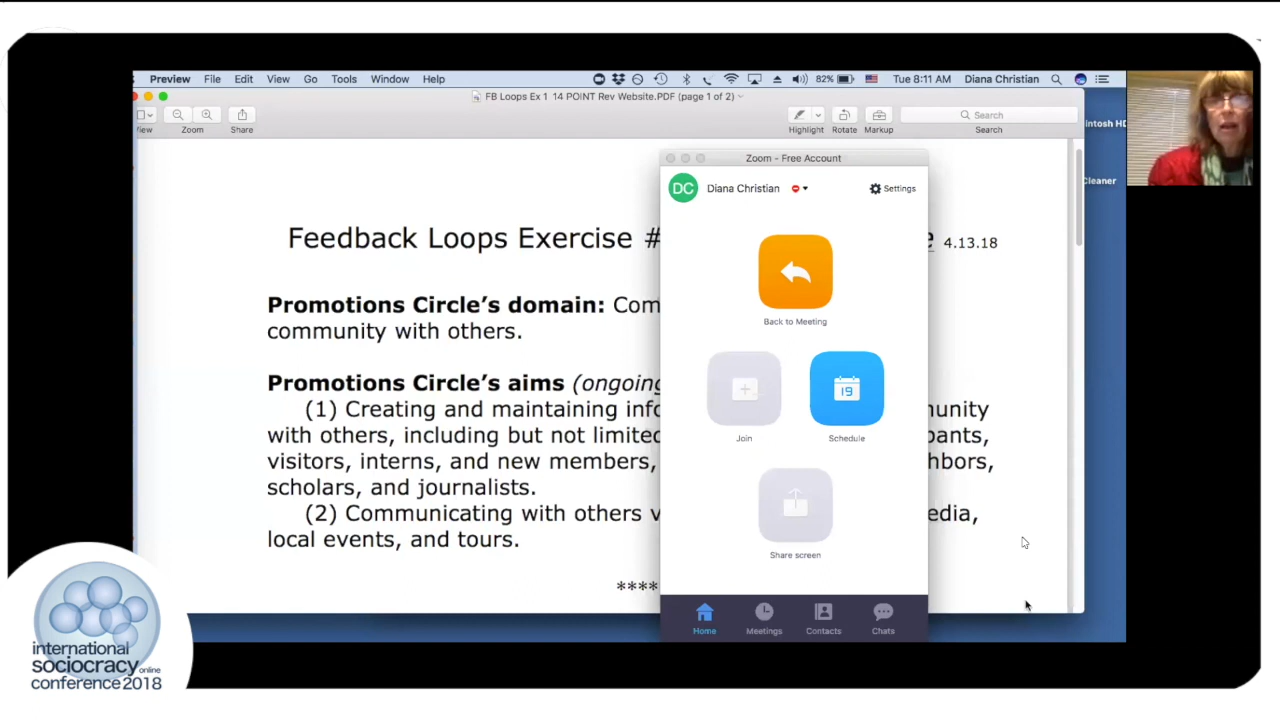 Preview File Edit View Go Tools Window Help 82% Tue 8:11 AM Diana Christian
FB Loops Ex 1 14 POINT Rev Website.PDF (page 1 of 2)
Zoom Share Highlight Rotate Markup Search
Search
intosh HD
Cleaner
Zoom - Free Account
DC Diana Christian Settings
Back to Meeting
19
Join Schedule
Share screen
Home Meetings Contacts Chats
Feedback Loops Exercise # 4.13.18
Promotions Circle's domain: Com
community with others.
Promotions Circle's aims (ongoing
(1) Creating and maintaining info nunity
with others, including but not limited pants,
visitors, interns, and new members, hbors,
scholars, and journalists.
(2) Communicating with others v edia,
local events, and tours.
****
international
sociocracy online
conference 2018